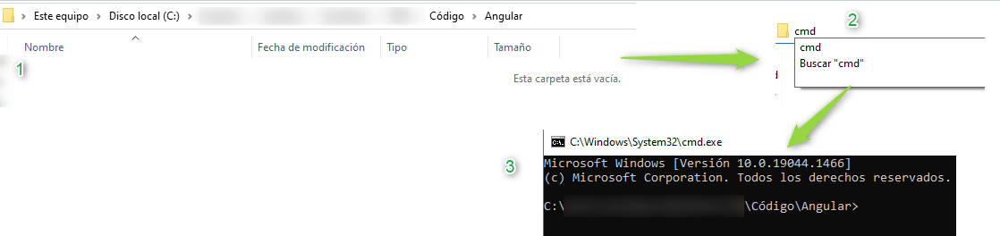 Este equipo > Disco local (C:) > Código > Angular
Nombre Fecha de modificación Tipo Tamaño
1
Esta carpeta está vacía.
2
cmd
cmd
Buscar "cmd"
3
C:\Windows\System32\cmd.exe
Microsoft Windows [Versión 10.0.19044.1466]
(c) Microsoft Corporation. Todos los derechos reservados.
C:\ \Código\Angular>